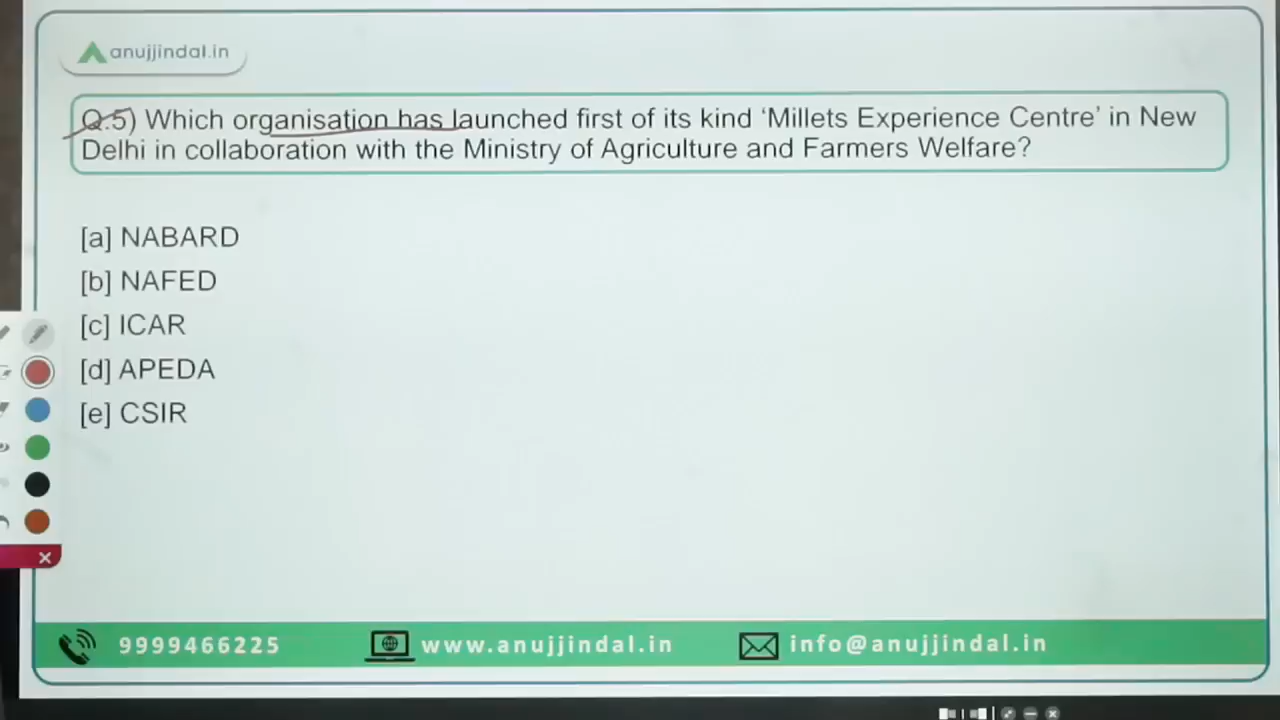 anujjindal.in
Q.5) Which organisation has launched first of its kind ‘Millets Experience Centre’ in New
Delhi in collaboration with the Ministry of Agriculture and Farmers Welfare?
[a] NABARD
[b] NAFED
[c] ICAR
[d] APEDA
[e] CSIR
9999466225 www.anujjindal.in info@anujjindal.in